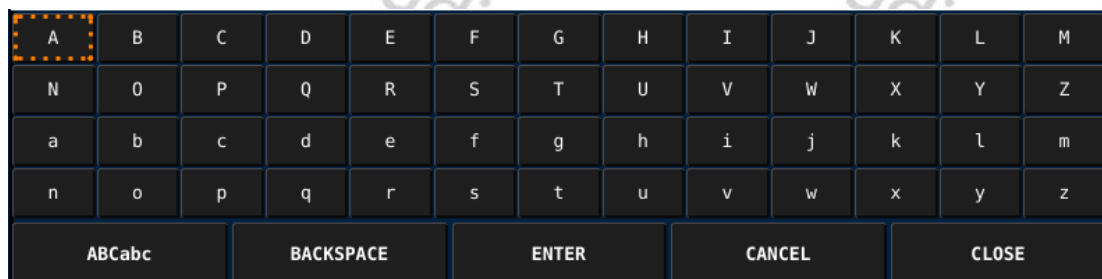 A B C D E F G H I J K L M
N O P Q R S T U V W X Y Z
a b c d e f g h i j k l m
n o p q r s t u v w x y z
ABCabc BACKSPACE ENTER CANCEL CLOSE